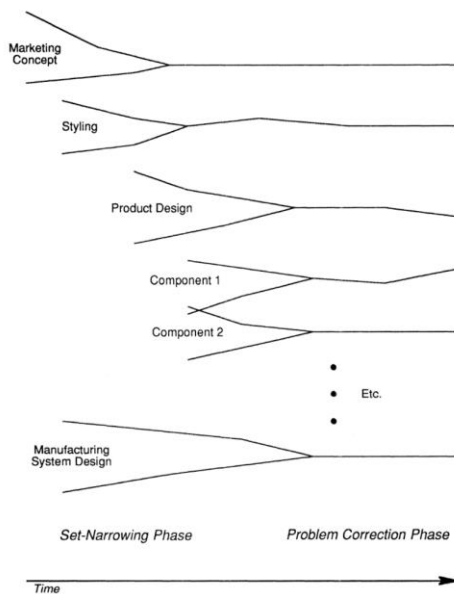 Marketing
Concept
Styling
Product Design
Component 1
Component 2
Etc.
Manufacturing
System Design
Set-Narrowing Phase
Problem Correction Phase
Time